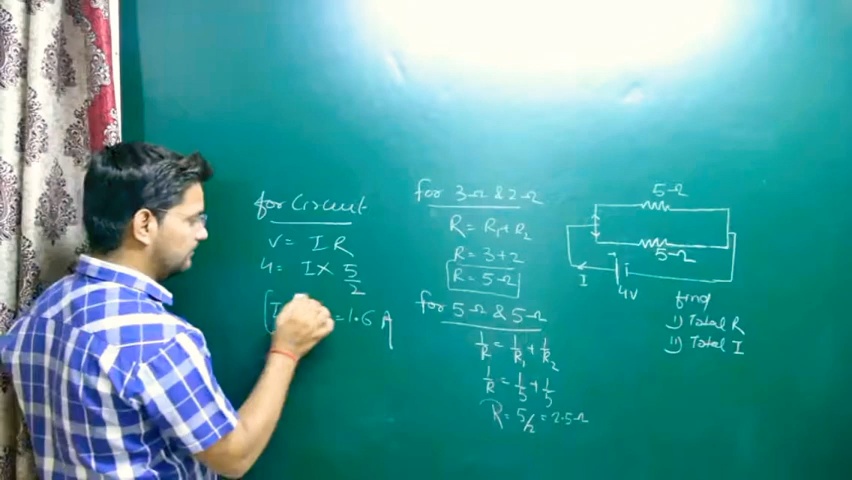 for Circuit
V = I R
4 = I × 5/2
= 1.6 A
for 3Ω & 2Ω
R = R₁ + R₂
R = 3 + 2
R = 5Ω
for 5Ω & 5Ω
1/R = 1/R₁ + 1/R₂
1/R = 1/5 + 1/5
R = 5/2 = 2.5Ω
5Ω
5Ω
I
4V
find
i) Total R
ii) Total I